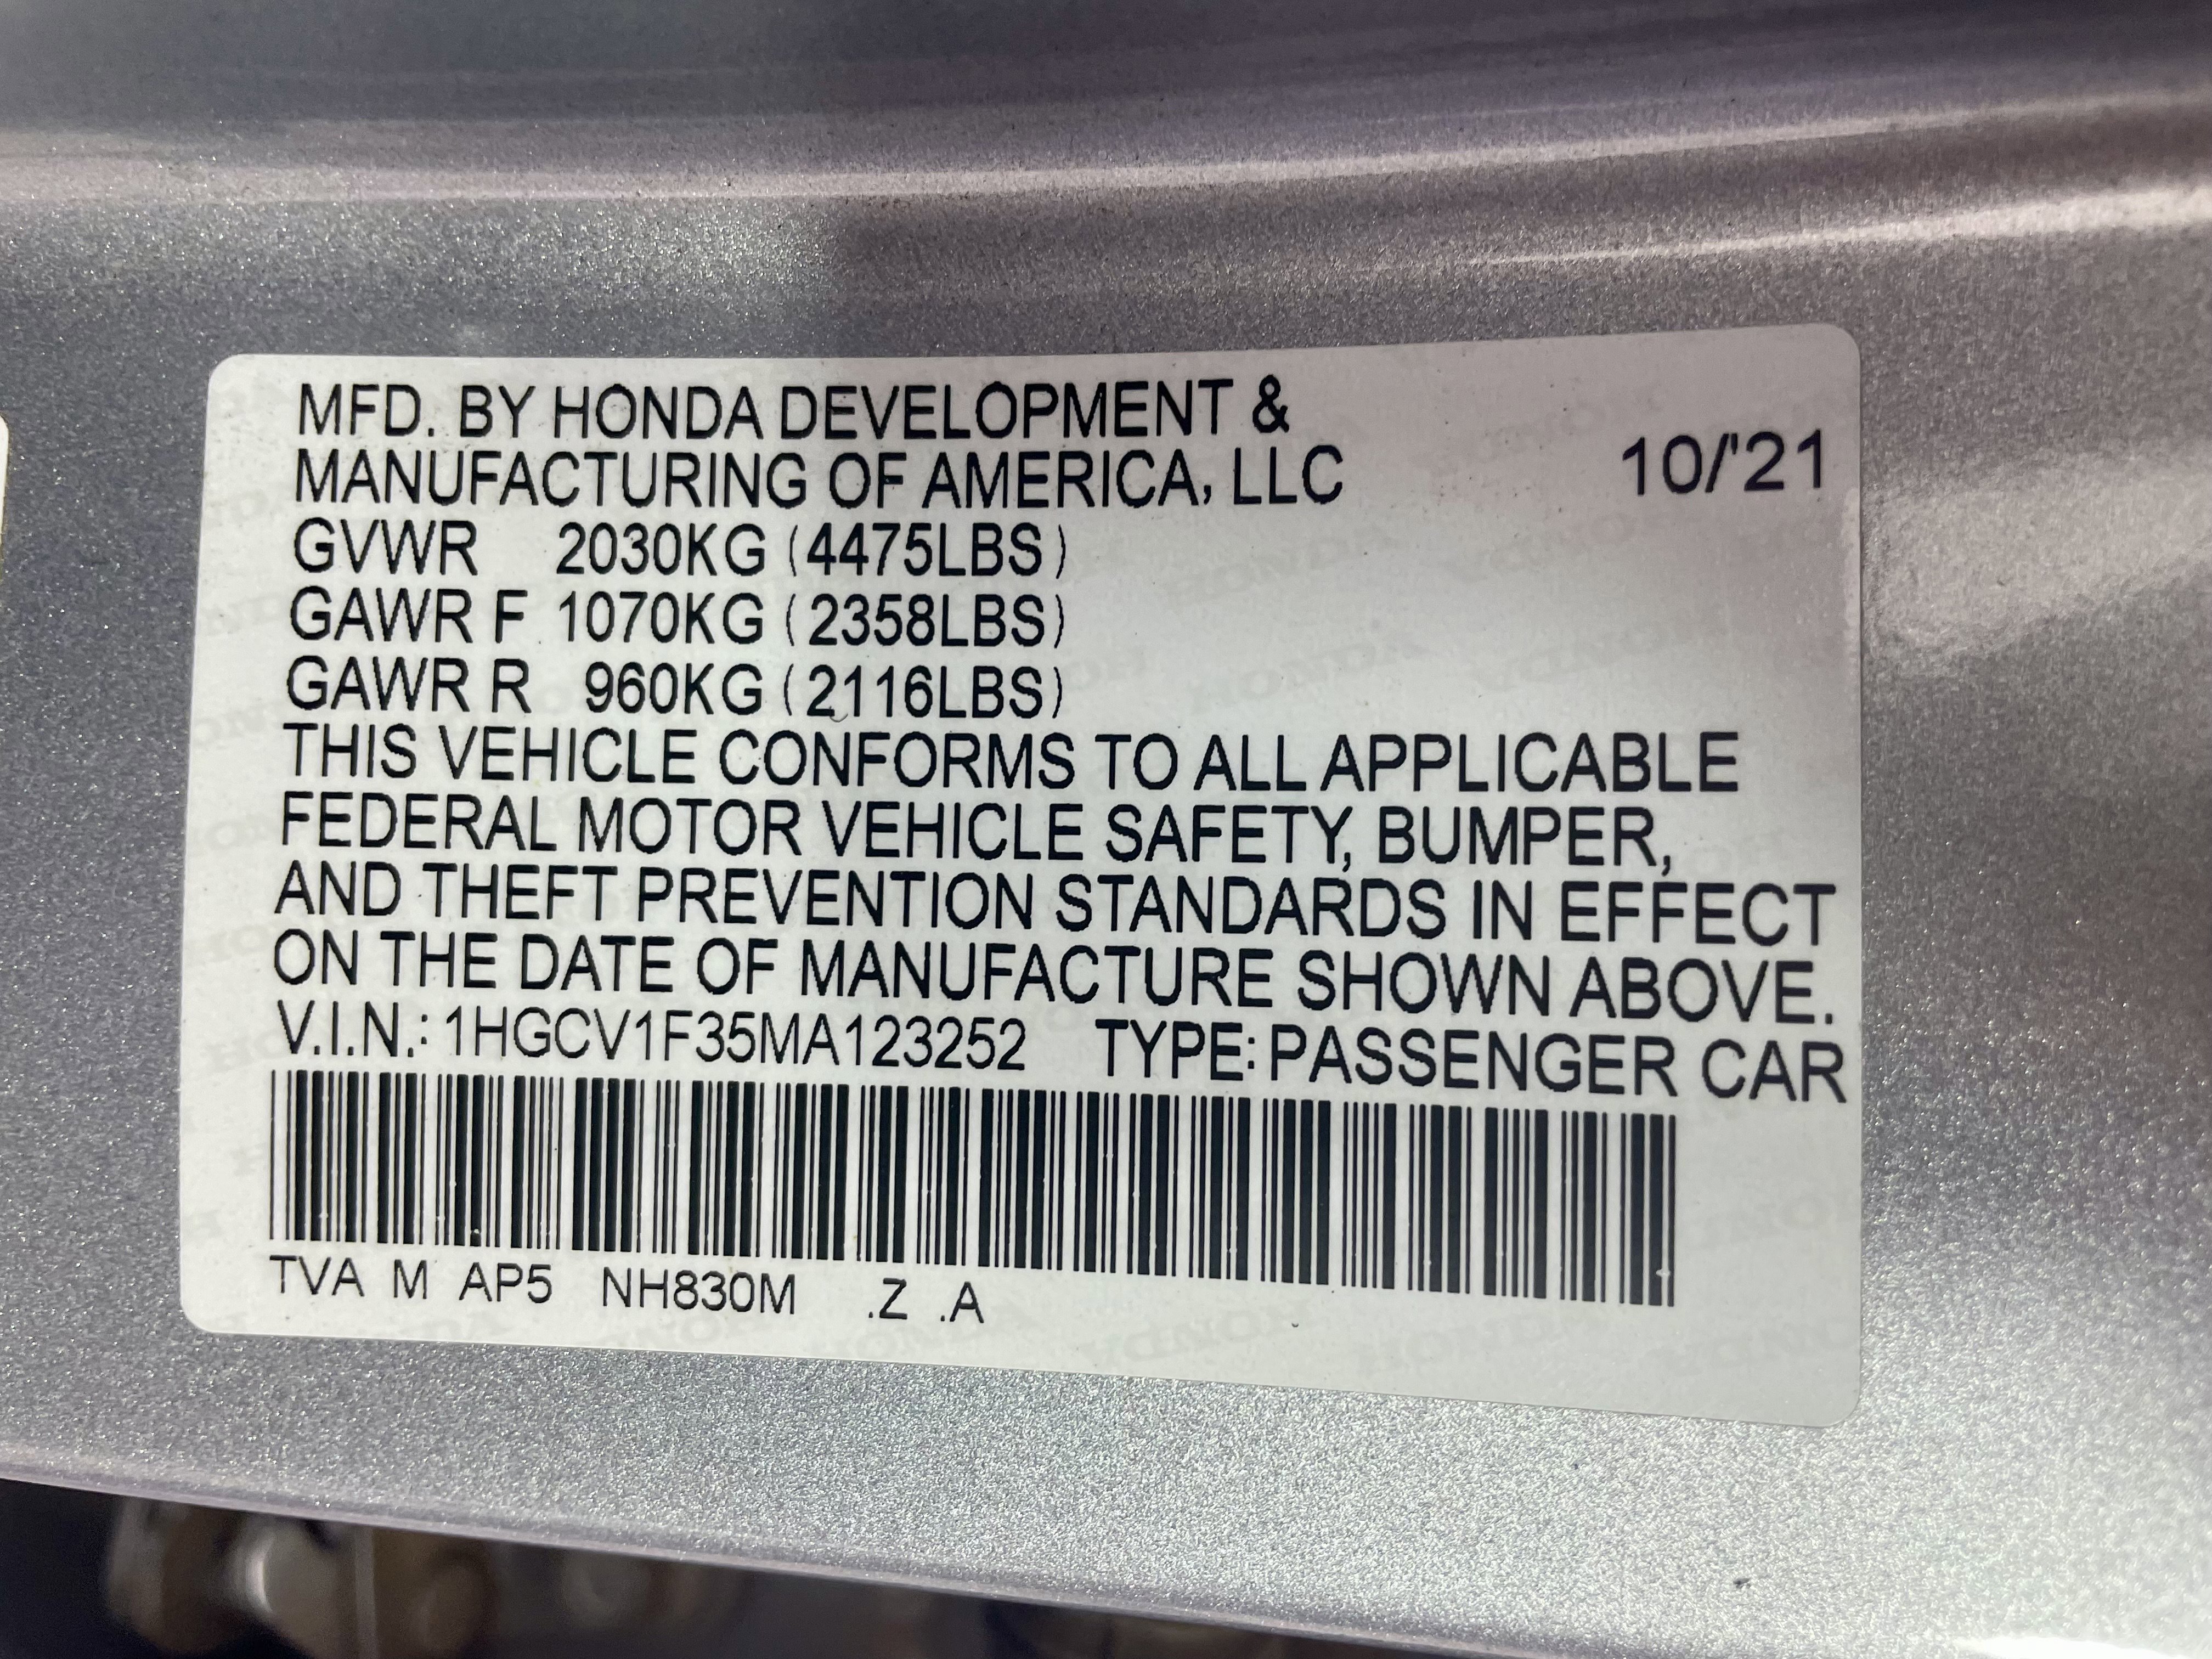 MFD. BY HONDA DEVELOPMENT &
MANUFACTURING OF AMERICA, LLC 10/'21
GVWR 2030KG (4475LBS)
GAWR F 1070KG (2358LBS)
GAWR R 960KG (2116LBS)
THIS VEHICLE CONFORMS TO ALL APPLICABLE
FEDERAL MOTOR VEHICLE SAFETY, BUMPER,
AND THEFT PREVENTION STANDARDS IN EFFECT
ON THE DATE OF MANUFACTURE SHOWN ABOVE.
V.I.N.: 1HGCV1F35MA123252 TYPE: PASSENGER CAR
TVA M AP5 NH830M .Z .A